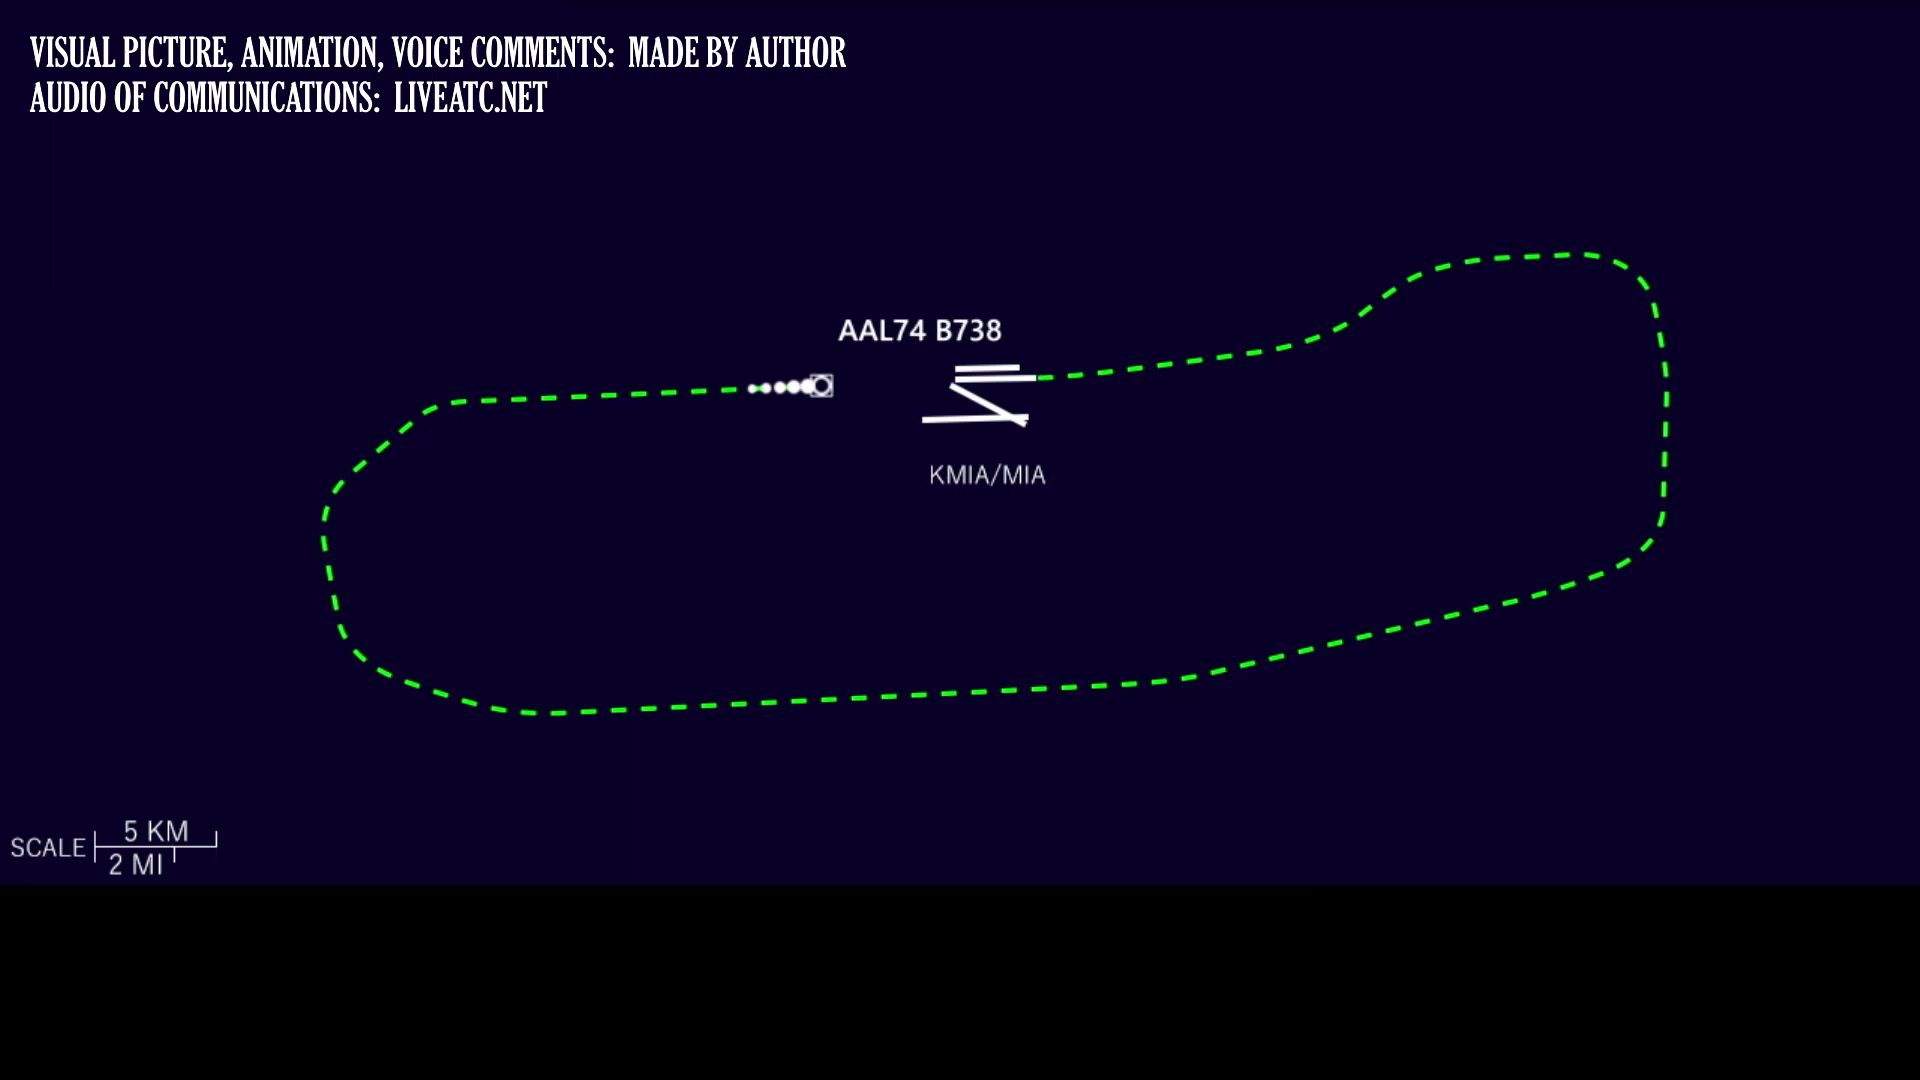 VISUAL PICTURE, ANIMATION, VOICE COMMENTS: MADE BY AUTHOR
AUDIO OF COMMUNICATIONS: LIVEATC.NET
AAL74 B738
KMIA/MIA
5 KM
SCALE
2 MI